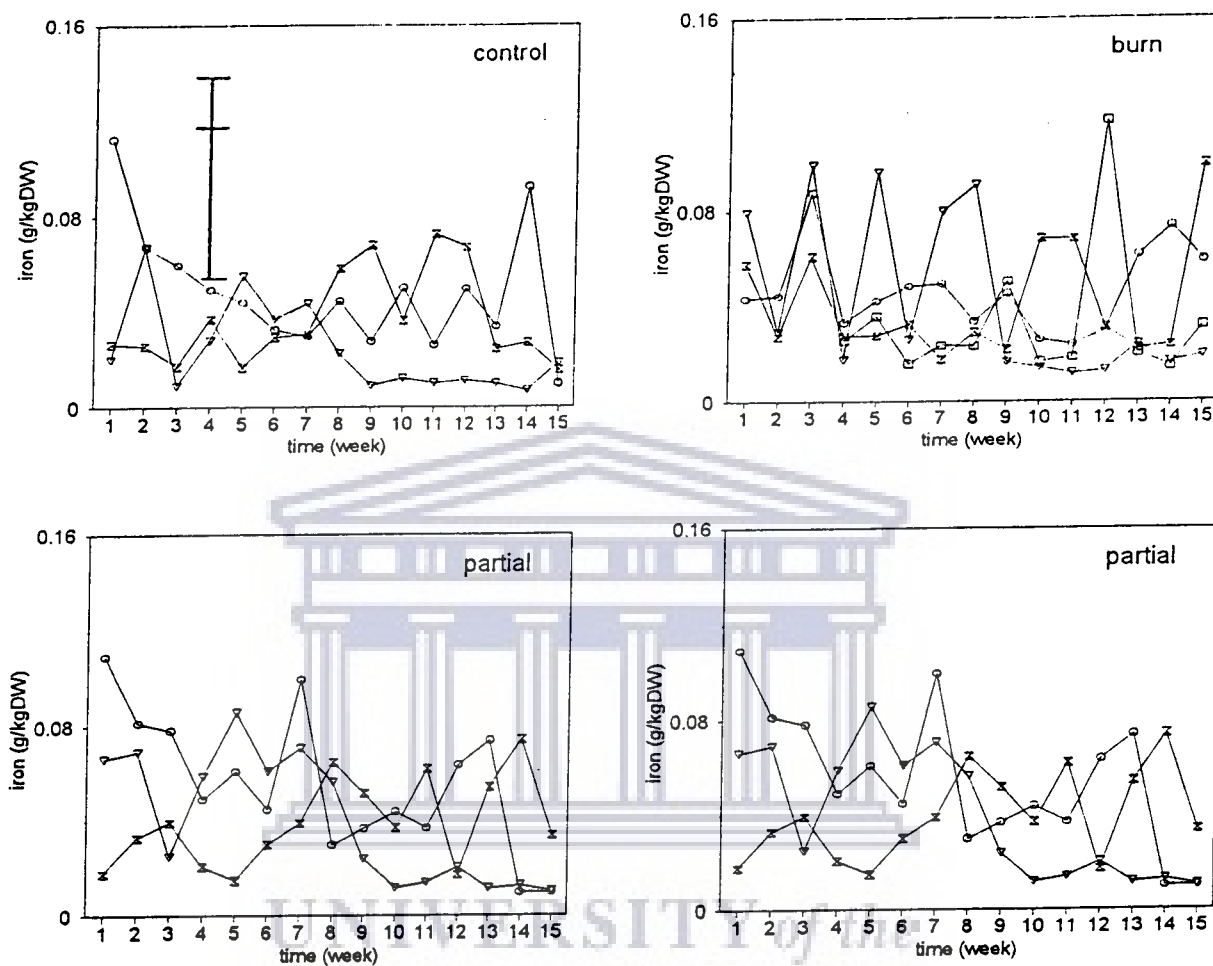 0.16
control
iron (g/kgDW)
0.08
0
1 2 3 4 5 6 7 8 9 10 11 12 13 14 15
time (week)
0.16
burn
iron (g/kgDW)
0.08
0
1 2 3 4 5 6 7 8 9 10 11 12 13 14 15
time (week)
0.16
partial
iron (g/kgDW)
0.08
0
1 2 3 4 5 6 7 8 9 10 11 12 13 14 15
time (week)
0.16
partial
iron (g/kgDW)
0.08
0
1 2 3 4 5 6 7 8 9 10 11 12 13 14 15
time (week)
UNIVERSITY of the